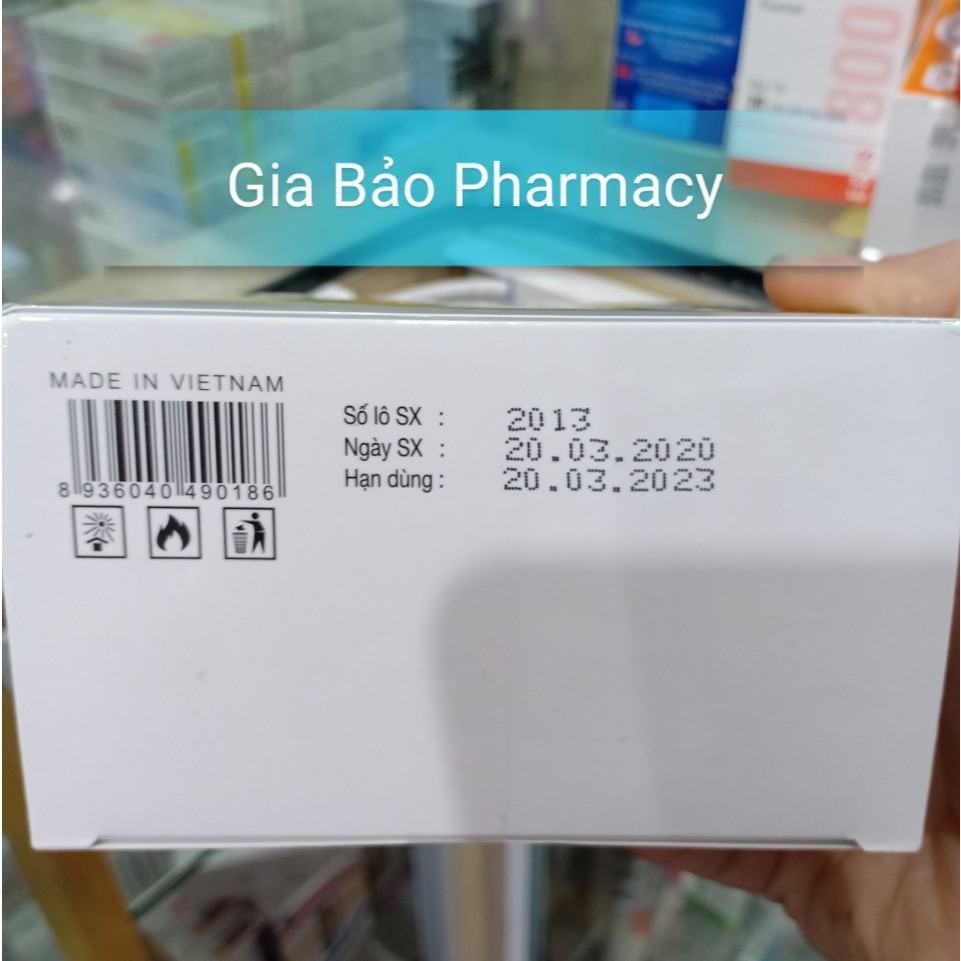 800
Gia Bảo Pharmacy
MADE IN VIETNAM
8 936040 490186
Số lô SX : 2013
Ngày SX : 20.03.2020
Hạn dùng : 20.03.2023